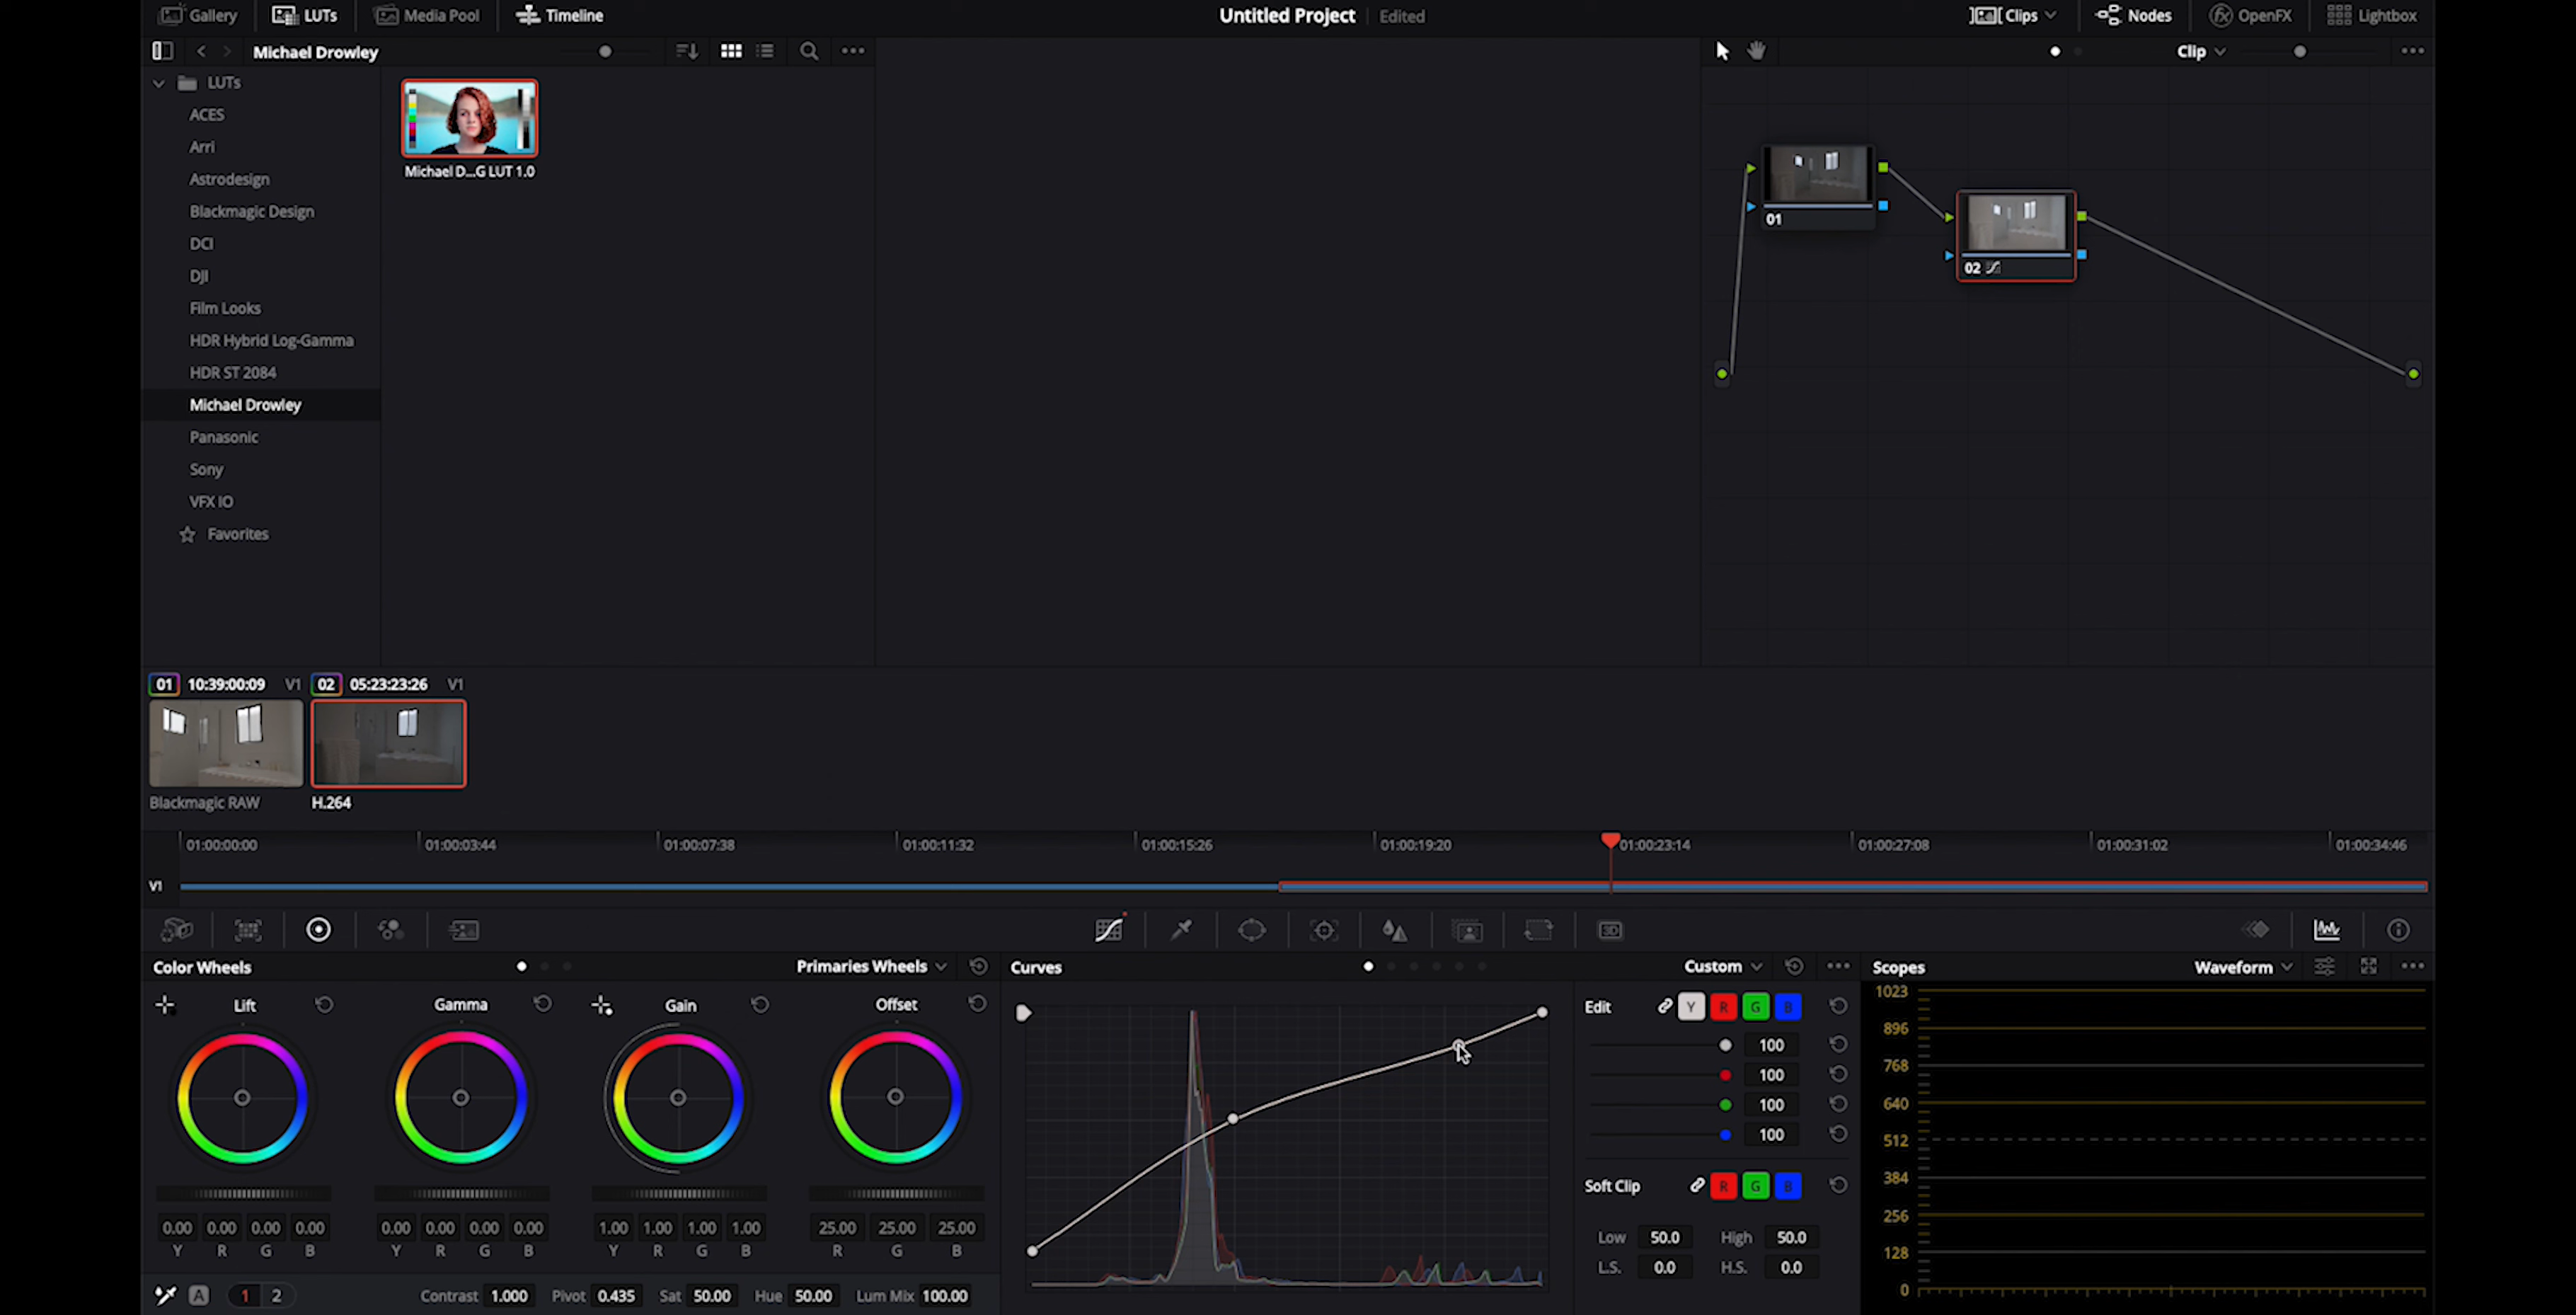 Gallery LUTs Media Pool Timeline Untitled Project Edited Clips Nodes OpenFX Lightbox
Michael Drowley Clip
LUTs
ACES
Arri
Astrodesign
Blackmagic Design
DCI
DJI
Film Looks
HDR Hybrid Log-Gamma
HDR ST 2084
Michael Drowley
Panasonic
Sony
VFX IO
Favorites
Michael D...G LUT 1.0
01
02
01 10:39:00:09 V1 02 05:23:23:26 V1
Blackmagic RAW H.264
01:00:00:00 01:00:03:44 01:00:07:38 01:00:11:32 01:00:15:26 01:00:19:20 01:00:23:14 01:00:27:08 01:00:31:02 01:00:34:46
V1
3D
Color Wheels Primaries Wheels Curves Custom Scopes Waveform
Lift Gamma Gain Offset
0.00 0.00 0.00 0.00 0.00 0.00 0.00 0.00 1.00 1.00 1.00 1.00 25.00 25.00 25.00
Y R G B Y R G B Y R G B R G B
A 1 2 Contrast 1.000 Pivot 0.435 Sat 50.00 Hue 50.00 Lum Mix 100.00
Edit Y R G B
100
100
100
100
Soft Clip R G B
Low 50.0 High 50.0
L.S. 0.0 H.S. 0.0
1023
896
768
640
512
384
256
128
0